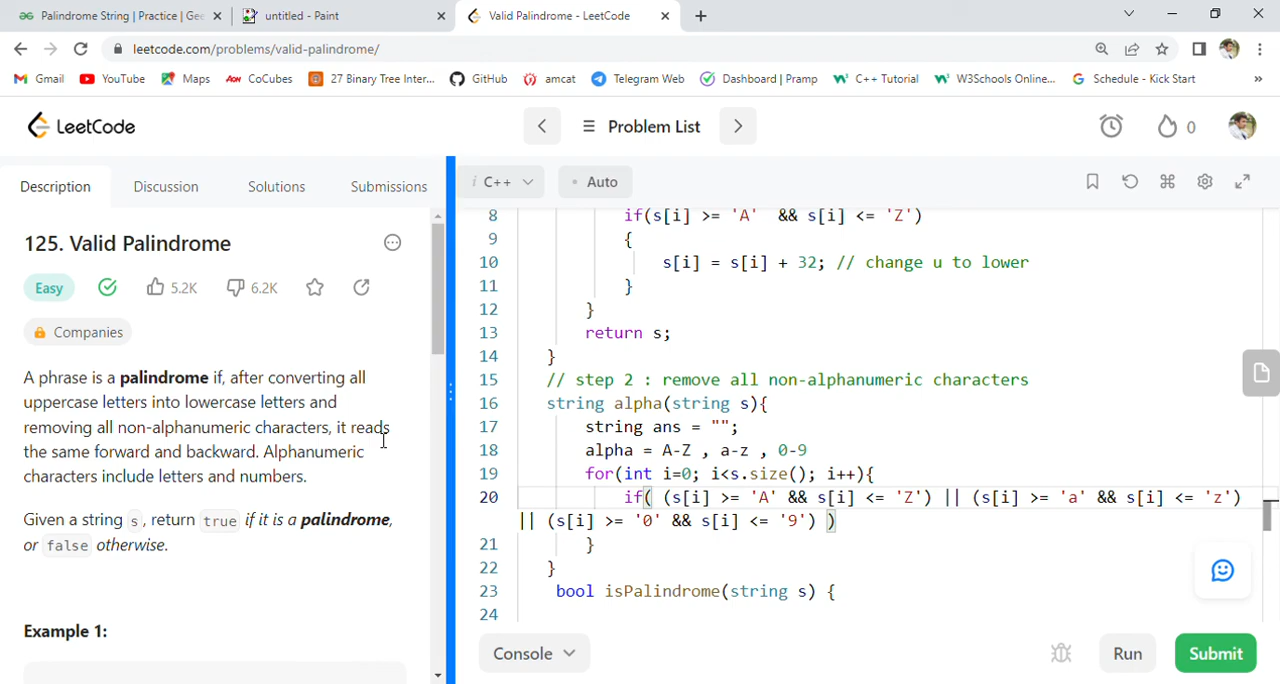 Palindrome String | Practice | Gee
untitled - Paint
Valid Palindrome - LeetCode
leetcode.com/problems/valid-palindrome/
Gmail
YouTube
Maps
AON CoCubes
27 Binary Tree Inter...
GitHub
amcat
Telegram Web
Dashboard | Pramp
C++ Tutorial
W3Schools Online...
Schedule - Kick Start
»
LeetCode
Problem List
0
Description
Discussion
Solutions
Submissions
i C++
• Auto
125. Valid Palindrome
Easy
5.2K
6.2K
Companies
A phrase is a palindrome if, after converting all
uppercase letters into lowercase letters and
removing all non-alphanumeric characters, it reads
the same forward and backward. Alphanumeric
characters include letters and numbers.
Given a string s, return true if it is a palindrome,
or false otherwise.
Example 1:
8 if(s[i] >= 'A' && s[i] <= 'Z')
9 {
10 s[i] = s[i] + 32; // change u to lower
11 }
12 }
13 return s;
14 }
15 // step 2 : remove all non-alphanumeric characters
16 string alpha(string s){
17 string ans = "";
18 alpha = A-Z , a-z , 0-9
19 for(int i=0; i<s.size(); i++){
20 if( (s[i] >= 'A' && s[i] <= 'Z') || (s[i] >= 'a' && s[i] <= 'z')
|| (s[i] >= '0' && s[i] <= '9') )
21 }
22 }
23 bool isPalindrome(string s) {
24
Console
Run
Submit